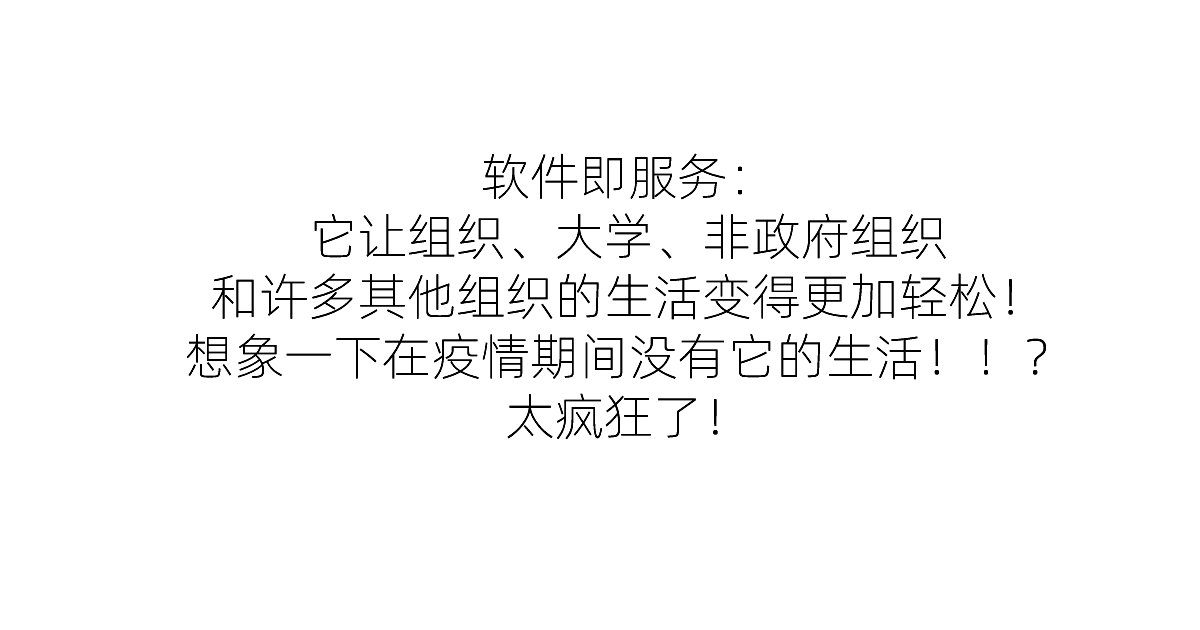 软件即服务：
它让组织、大学、非政府组织
和许多其他组织的生活变得更加轻松！
想象一下在疫情期间没有它的生活！！？
太疯狂了！